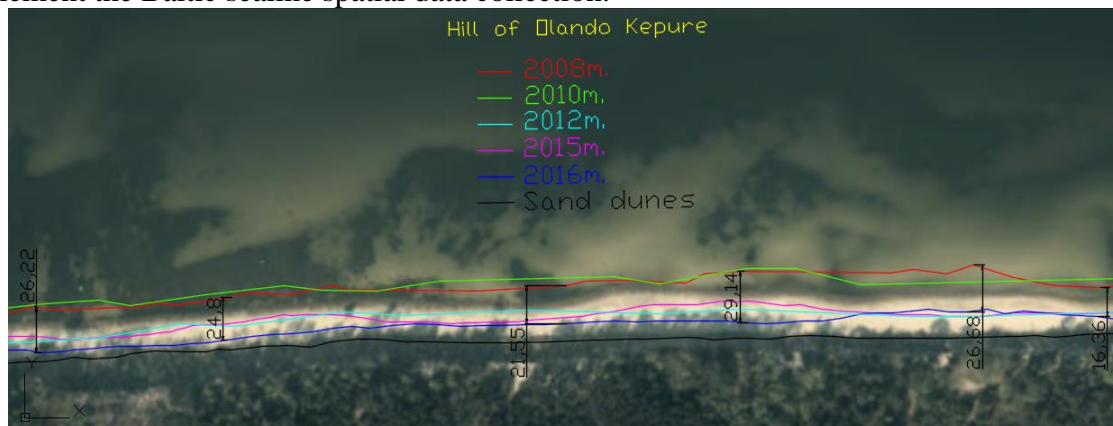 Hill of □lando Kepure
2008m.
2010m.
2012m.
2015m.
2016m.
Sand dunes
26,22
24,8
21,55
29,14
26,68
16,36
Y
X